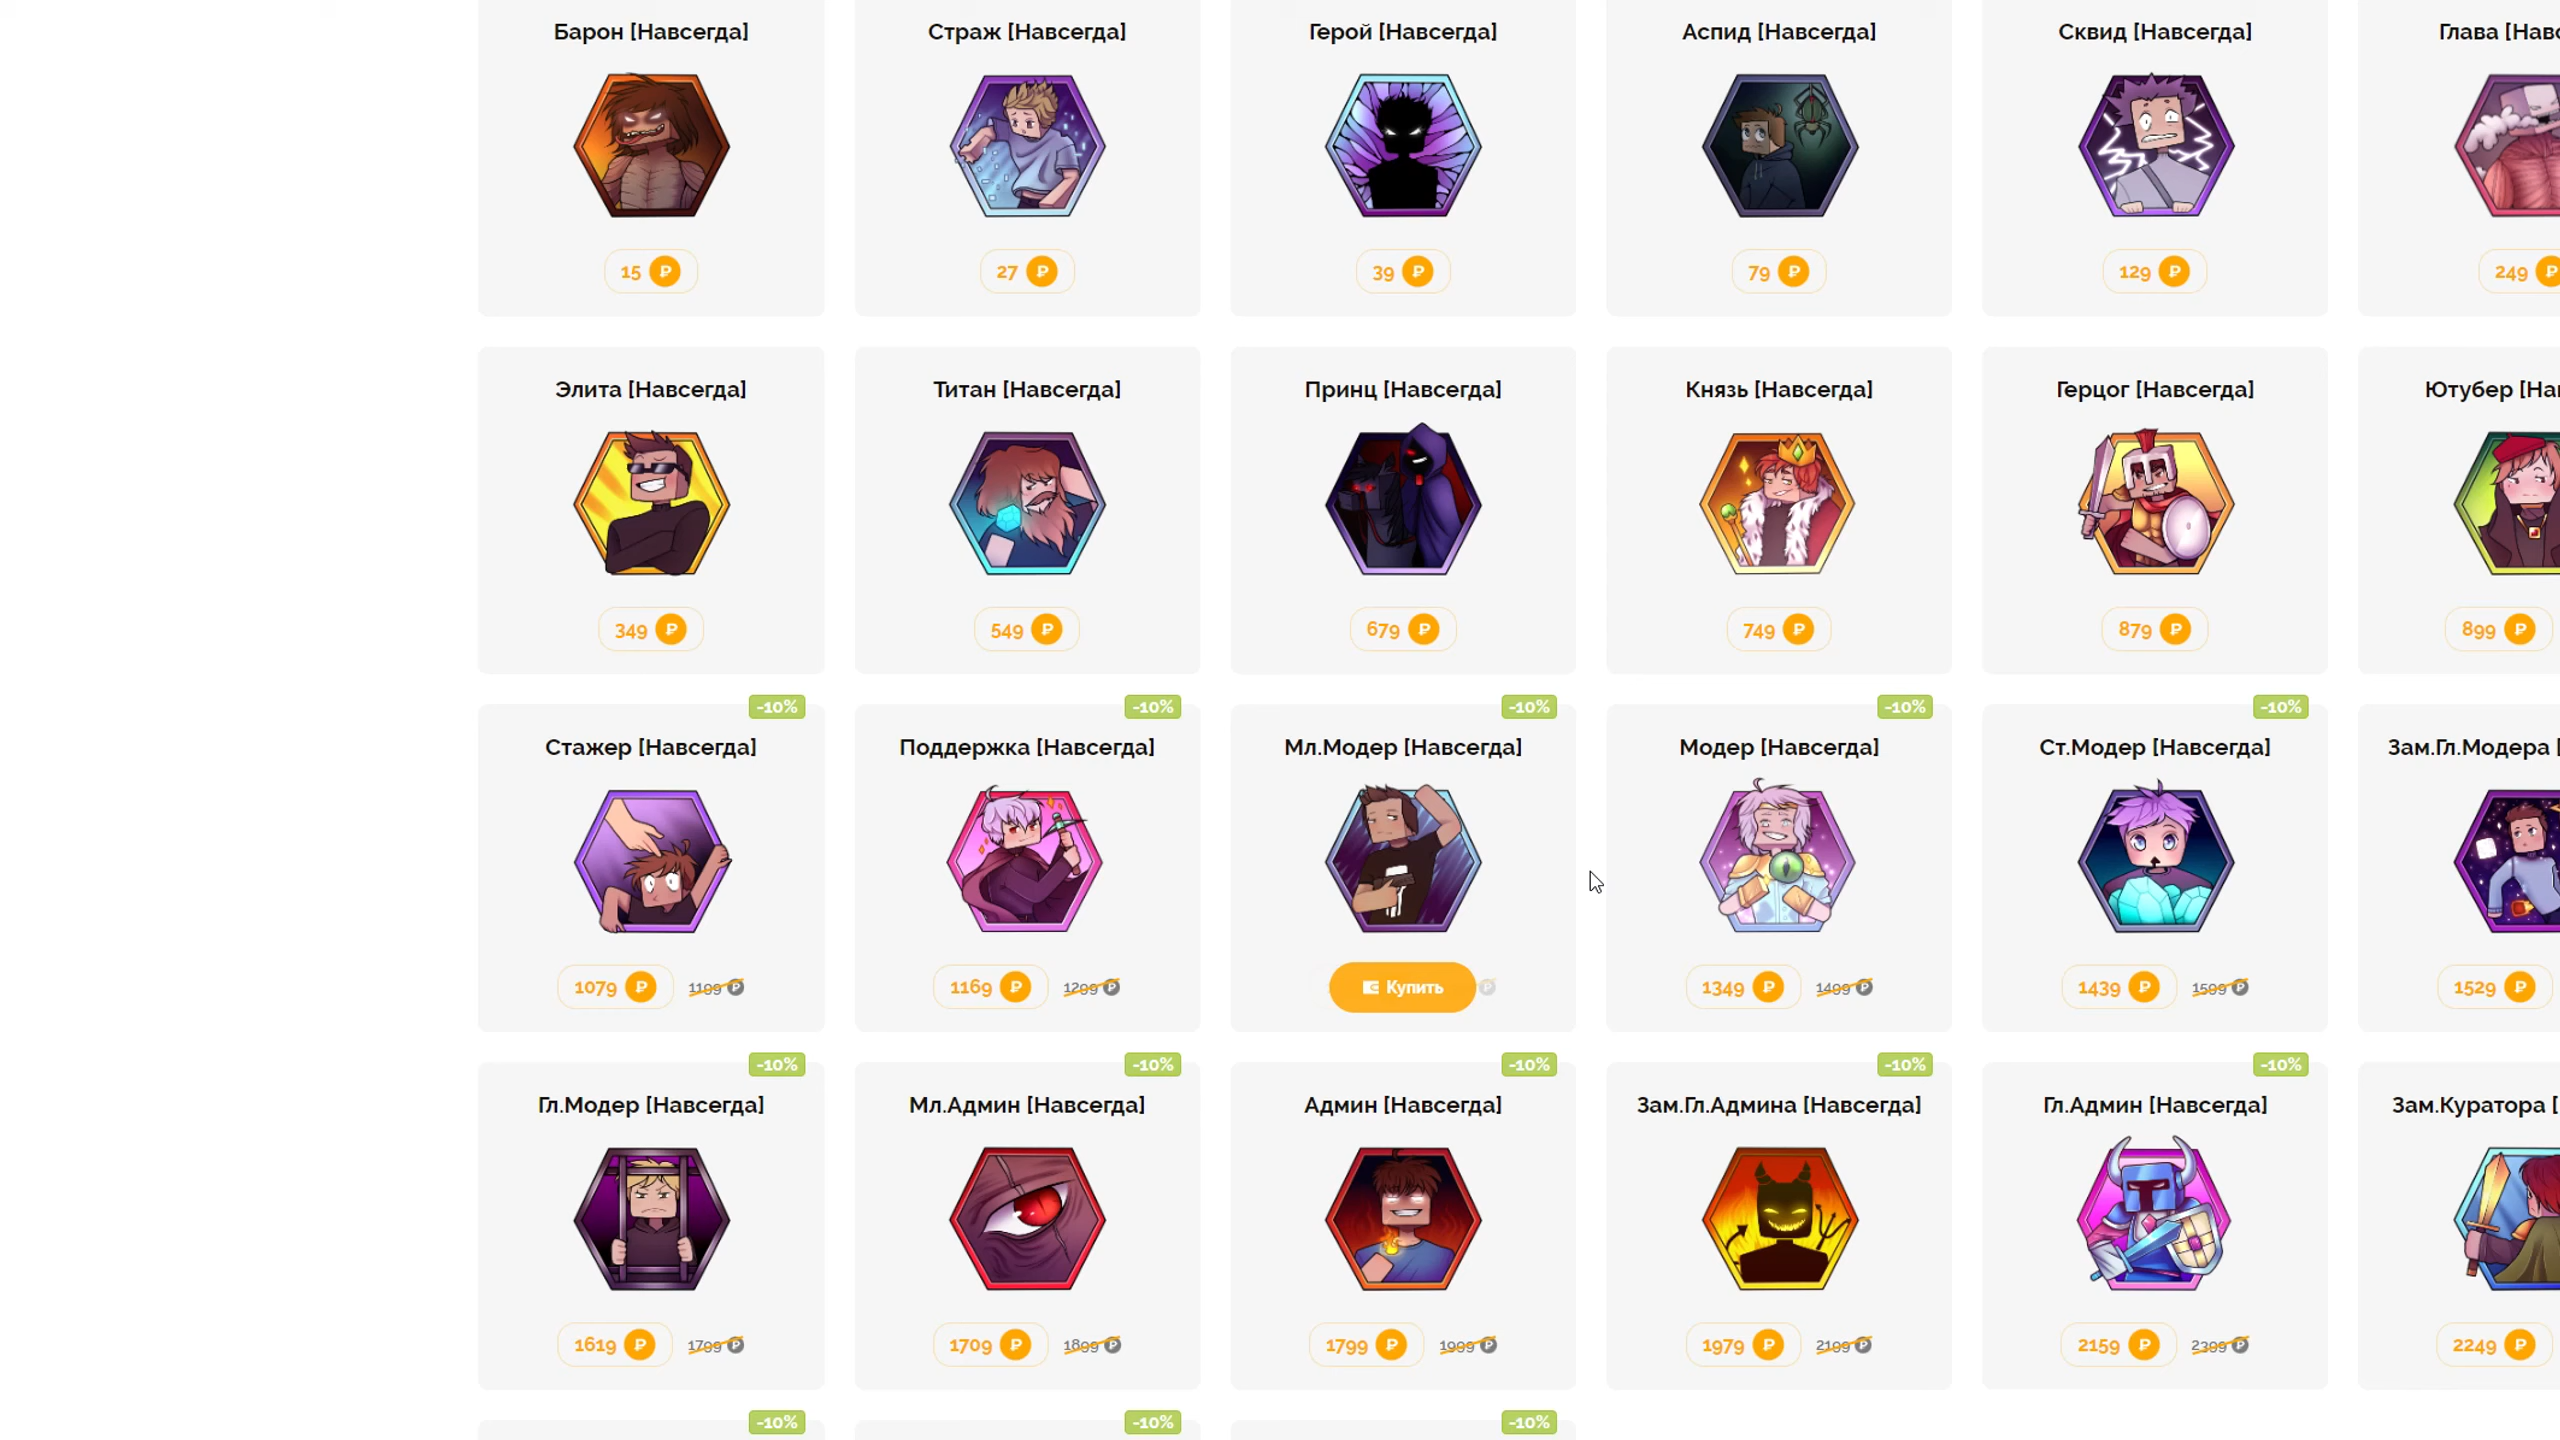 Барон [Навсегда]
Страж [Навсегда]
Герой [Навсегда]
Аспид [Навсегда]
Сквид [Навсегда]
Глава [Навс
15 ₽
27 ₽
39 ₽
79 ₽
129 ₽
249 ₽
Элита [Навсегда]
Титан [Навсегда]
Принц [Навсегда]
Князь [Навсегда]
Герцог [Навсегда]
Ютубер [На
349 ₽
549 ₽
679 ₽
749 ₽
879 ₽
899 ₽
-10%
-10%
-10%
-10%
-10%
Стажер [Навсегда]
Поддержка [Навсегда]
Мл.Модер [Навсегда]
Модер [Навсегда]
Ст.Модер [Навсегда]
Зам.Гл.Модера [
1079 ₽ 1199 ₽
1169 ₽ 1299 ₽
Купить ₽
1349 ₽ 1499 ₽
1439 ₽ 1599 ₽
1529 ₽
-10%
-10%
-10%
-10%
-10%
Гл.Модер [Навсегда]
Мл.Админ [Навсегда]
Админ [Навсегда]
Зам.Гл.Админа [Навсегда]
Гл.Админ [Навсегда]
Зам.Куратора [
1619 ₽ 1799 ₽
1709 ₽ 1899 ₽
1799 ₽ 1999 ₽
1979 ₽ 2199 ₽
2159 ₽ 2399 ₽
2249 ₽
-10%
-10%
-10%